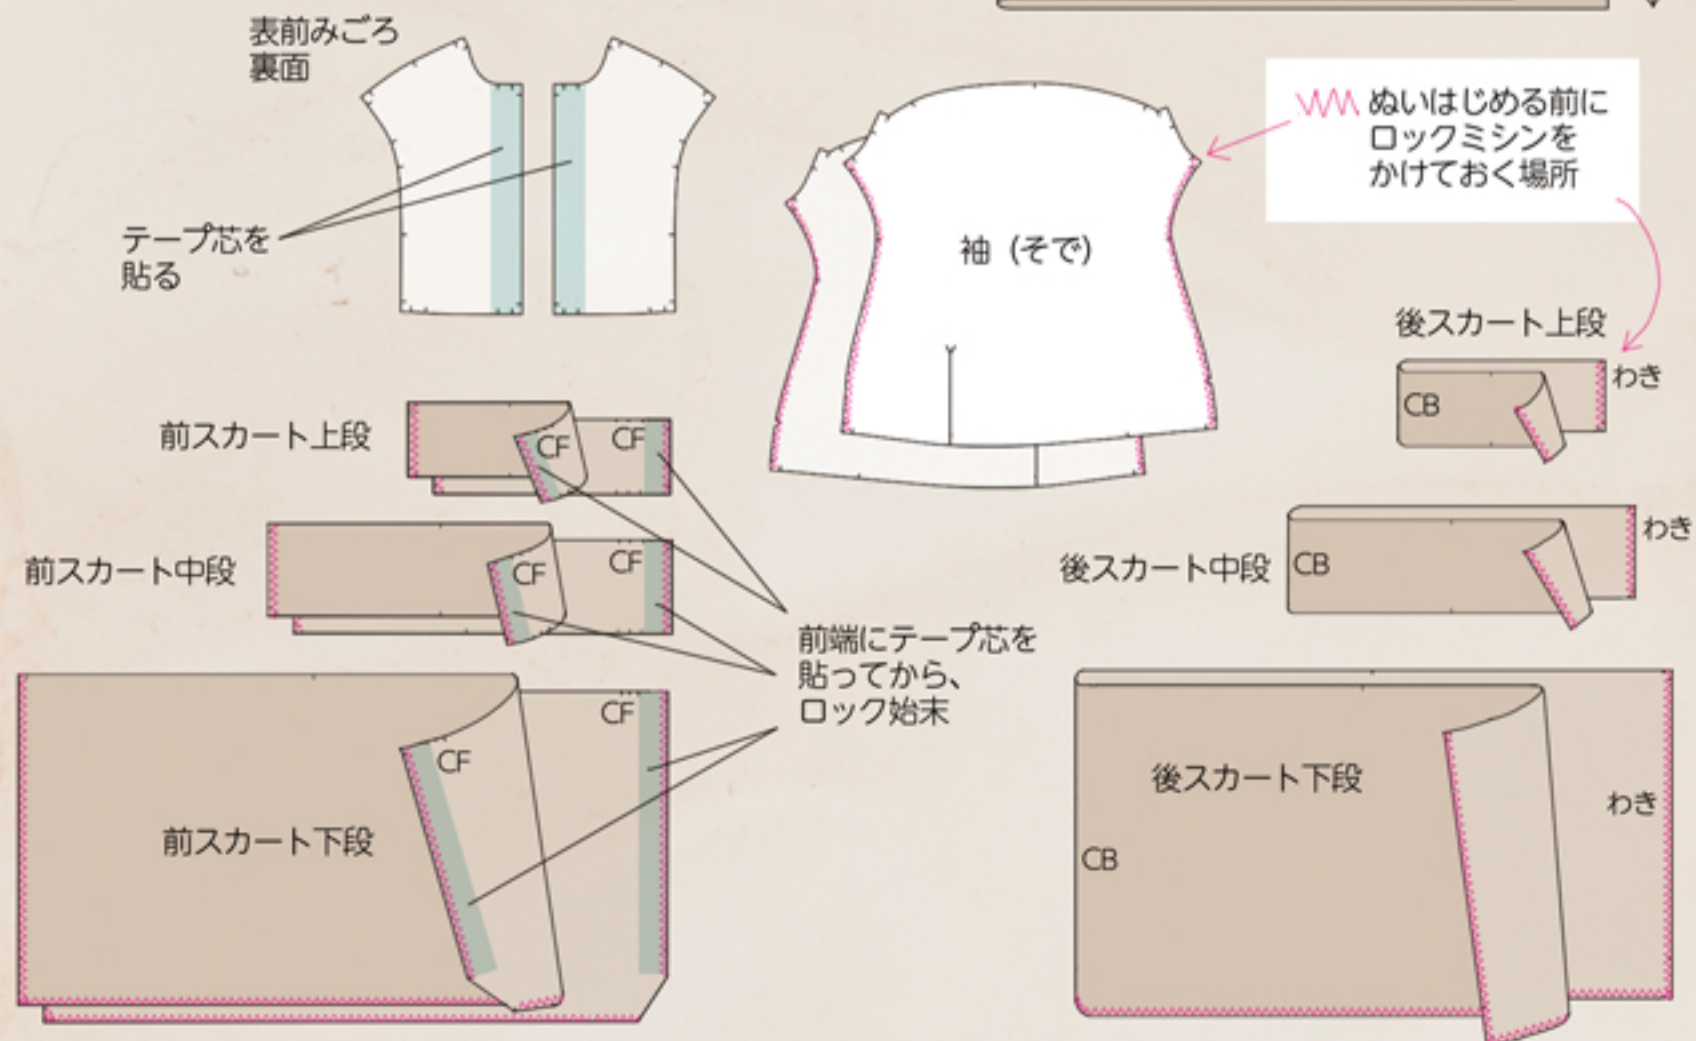 表前みごろ
裏面
テープ芯を
貼る
ぬいはじめる前に
ロックミシンを
かけておく場所
袖（そで）
後スカート上段
わき
CB
前スカート上段
CF
CF
前スカート中段
CF
CF
後スカート中段
CB
わき
前端にテープ芯を
貼ってから、
ロック始末
前スカート下段
CF
CF
後スカート下段
CB
わき